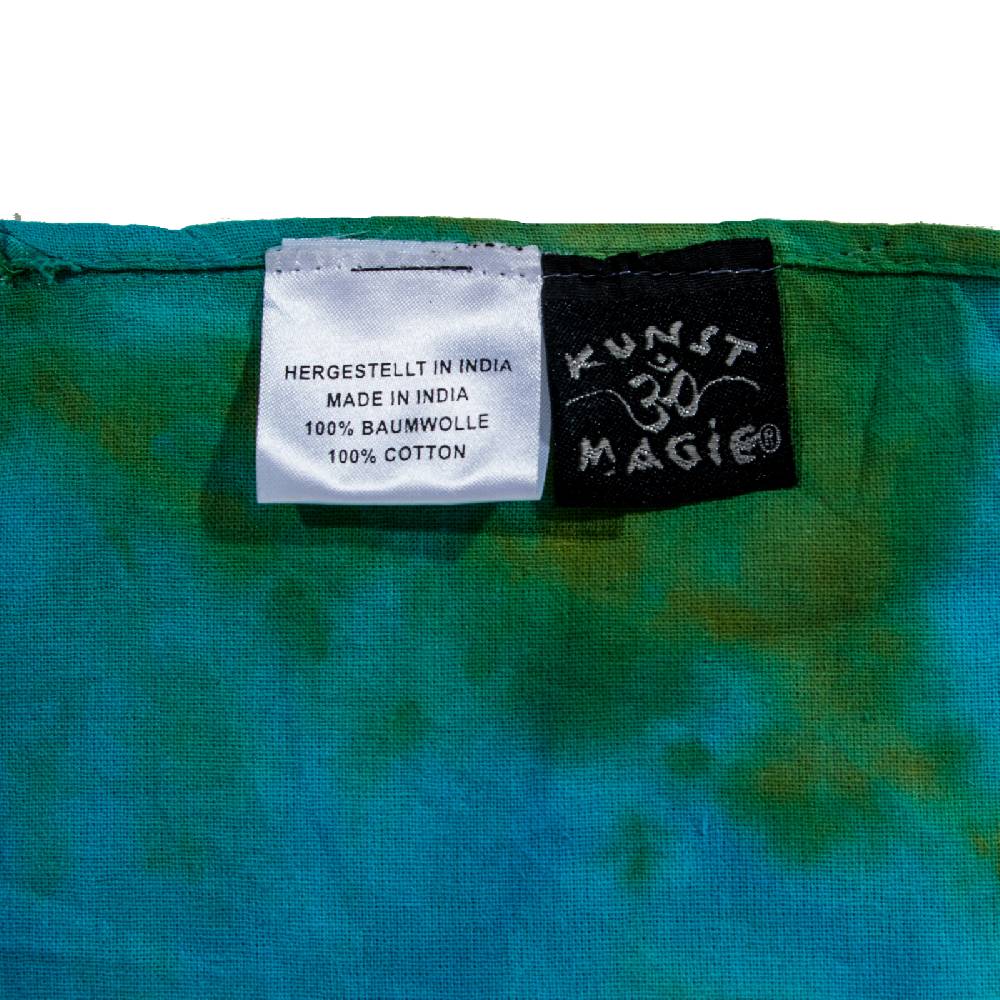 HERGESTELLT IN INDIA
MADE IN INDIA
100% BAUMWOLLE
100% COTTON
KUNST
ॐ
MAGiE®